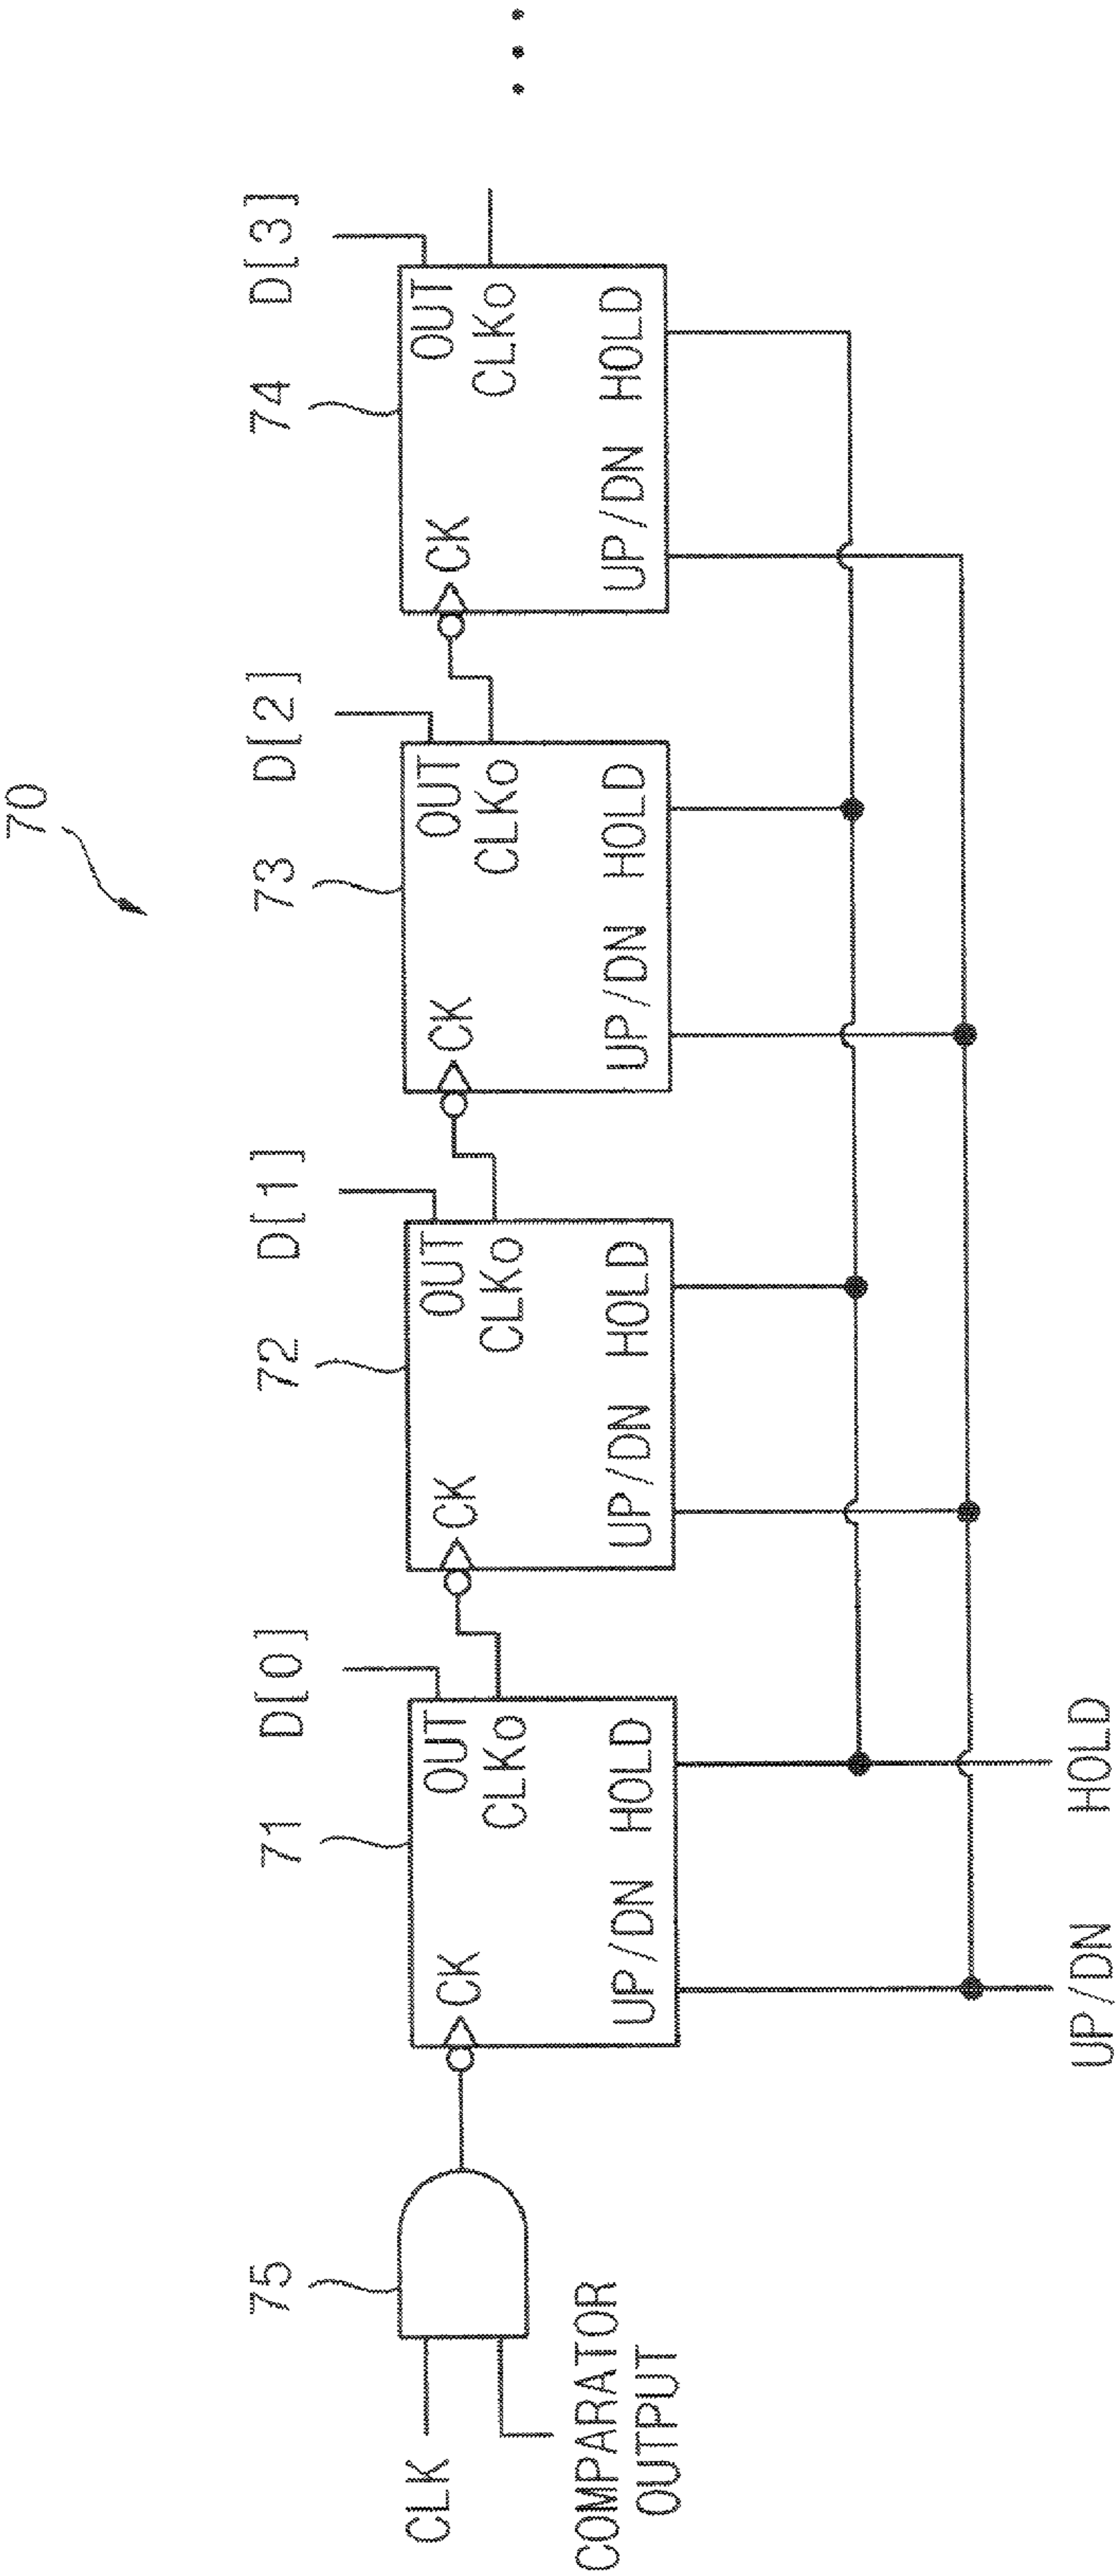 70
75
71
72
73
74
D[0]
D[1]
D[2]
D[3]
CLK
COMPARATOR
OUTPUT
CK
OUT
CLKo
UP/DN
HOLD
CK
OUT
CLKo
UP/DN
HOLD
CK
OUT
CLKo
UP/DN
HOLD
CK
OUT
CLKo
UP/DN
HOLD
UP/DN
HOLD